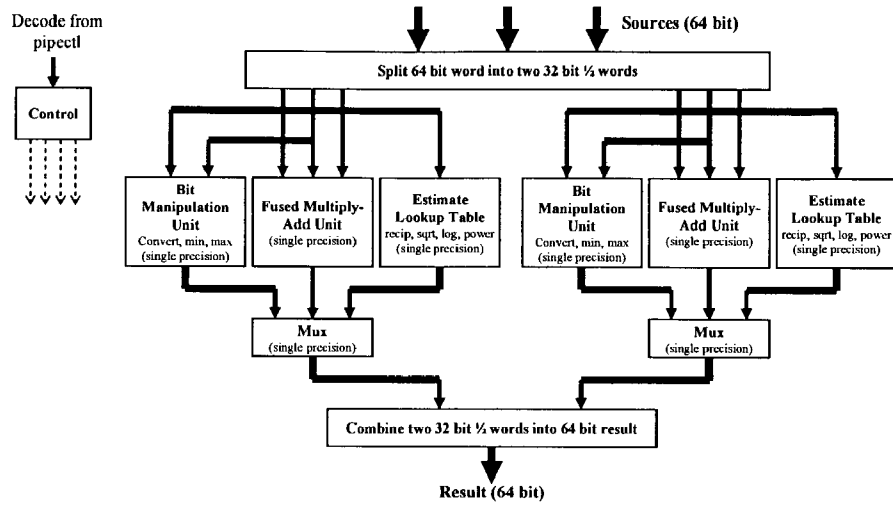 Decode from
pipectl
Control
Sources (64 bit)
Split 64 bit word into two 32 bit ½ words
Bit
Manipulation
Unit
Convert, min, max
(single precision)
Fused Multiply-
Add Unit
(single precision)
Estimate
Lookup Table
recip, sqrt, log, power
(single precision)
Bit
Manipulation
Unit
Convert, min, max
(single precision)
Fused Multiply-
Add Unit
(single precision)
Estimate
Lookup Table
recip, sqrt, log, power
(single precision)
Mux
(single precision)
Mux
(single precision)
Combine two 32 bit ½ words into 64 bit result
Result (64 bit)